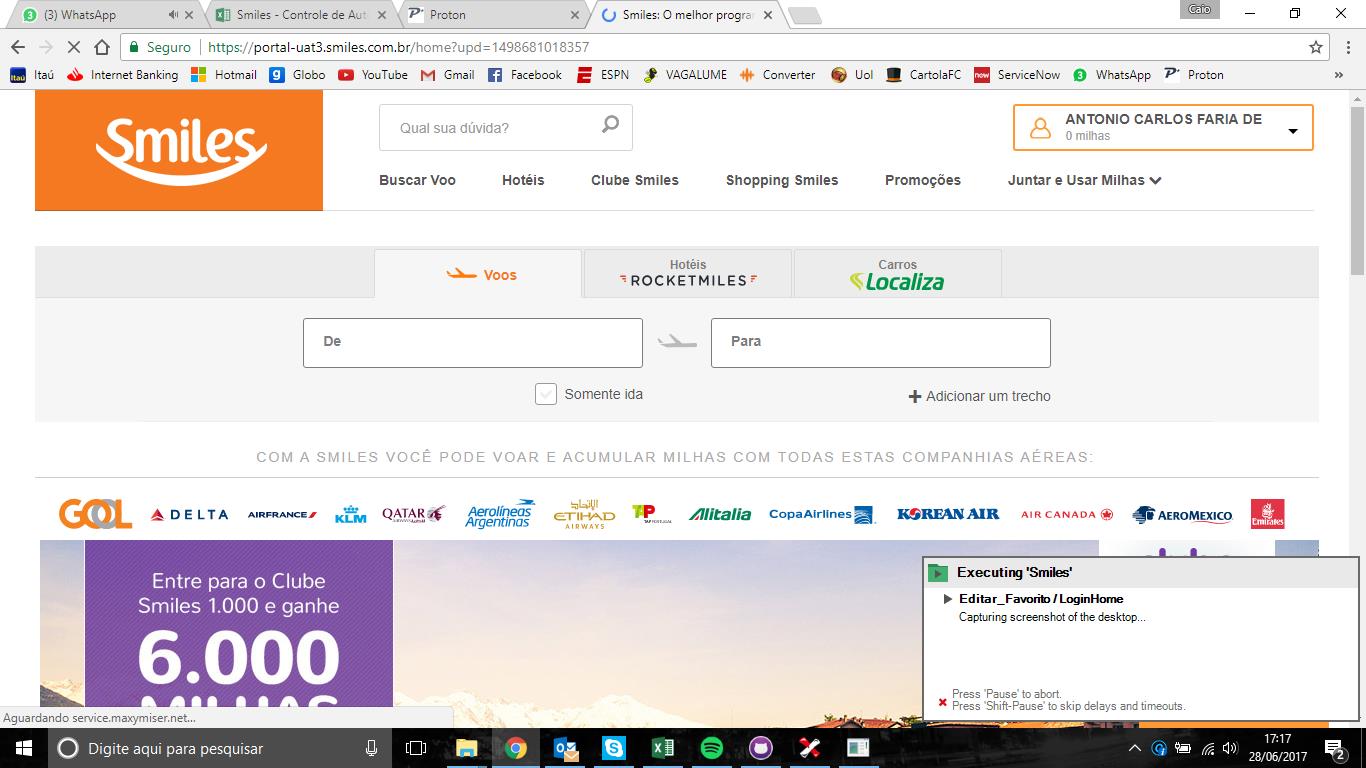 (3) WhatsApp
Smiles - Controle de Aut
Proton
Smiles: O melhor progra
Caio
Seguro
https://portal-uat3.smiles.com.br/home?upd=1498681018357
Itaú
Internet Banking
Hotmail
Globo
YouTube
Gmail
Facebook
ESPN
VAGALUME
Converter
Uol
CartolaFC
ServiceNow
WhatsApp
Proton
»
Smiles
Qual sua dúvida?
ANTONIO CARLOS FARIA DE
0 milhas
Buscar Voo
Hotéis
Clube Smiles
Shopping Smiles
Promoções
Juntar e Usar Milhas
Voos
Hotéis
ROCKETMILES
Carros
Localiza
De
Para
Somente ida
+ Adicionar um trecho
COM A SMILES VOCÊ PODE VOAR E ACUMULAR MILHAS COM TODAS ESTAS COMPANHIAS AÉREAS:
GOL
DELTA
AIRFRANCE
KLM
QATAR
Aerolíneas
Argentinas
ETIHAD
AIRWAYS
TAP
Alitalia
CopaAirlines
KOREAN AIR
AIR CANADA
AEROMEXICO
Emirates
Entre para o Clube
Smiles 1.000 e ganhe
6.000
MILHAS
Executing 'Smiles'
Editar_Favorito / LoginHome
Capturing screenshot of the desktop...
Press 'Pause' to abort.
Press 'Shift-Pause' to skip delays and timeouts.
Aguardando service.maxymiser.net...
Digite aqui para pesquisar
17:17
28/06/2017
2